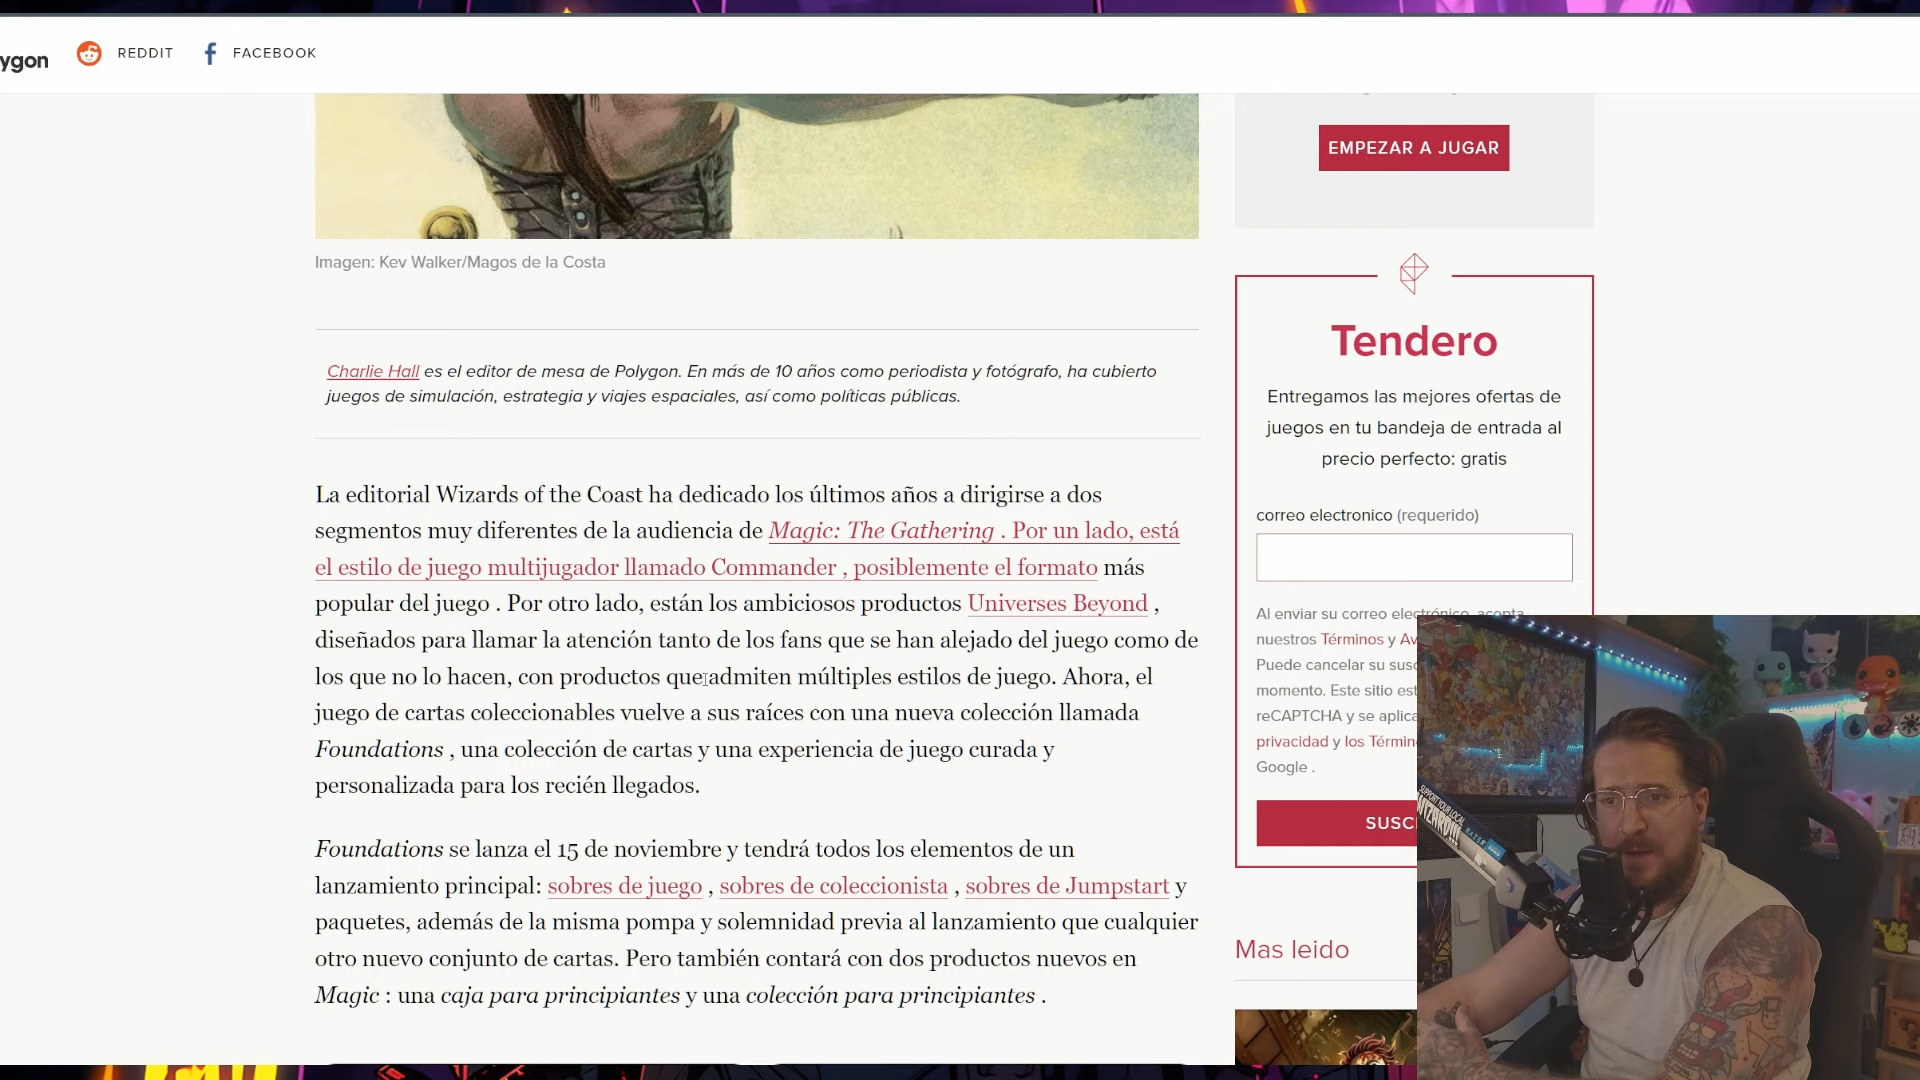 ygon
REDDIT
FACEBOOK
EMPEZAR A JUGAR
Imagen: Kev Walker/Magos de la Costa
Charlie Hall es el editor de mesa de Polygon. En más de 10 años como periodista y fotógrafo, ha cubierto
juegos de simulación, estrategia y viajes espaciales, así como políticas públicas.
La editorial Wizards of the Coast ha dedicado los últimos años a dirigirse a dos
segmentos muy diferentes de la audiencia de Magic: The Gathering . Por un lado, está
el estilo de juego multijugador llamado Commander , posiblemente el formato más
popular del juego . Por otro lado, están los ambiciosos productos Universes Beyond ,
diseñados para llamar la atención tanto de los fans que se han alejado del juego como de
los que no lo hacen, con productos que admiten múltiples estilos de juego. Ahora, el
juego de cartas coleccionables vuelve a sus raíces con una nueva colección llamada
Foundations , una colección de cartas y una experiencia de juego curada y
personalizada para los recién llegados.
Foundations se lanza el 15 de noviembre y tendrá todos los elementos de un
lanzamiento principal: sobres de juego , sobres de coleccionista , sobres de Jumpstart y
paquetes, además de la misma pompa y solemnidad previa al lanzamiento que cualquier
otro nuevo conjunto de cartas. Pero también contará con dos productos nuevos en
Magic : una caja para principiantes y una colección para principiantes .
Tendero
Entregamos las mejores ofertas de
juegos en tu bandeja de entrada al
precio perfecto: gratis
correo electronico (requerido)
Al enviar su correo electrónico, acepta
nuestros Términos y Av
Puede cancelar su susc
momento. Este sitio est
reCAPTCHA y se aplica
privacidad y los Términ
Google .
SUSC
Mas leido
SUPPORT YOUR LOCAL
WIZARD
RAZER